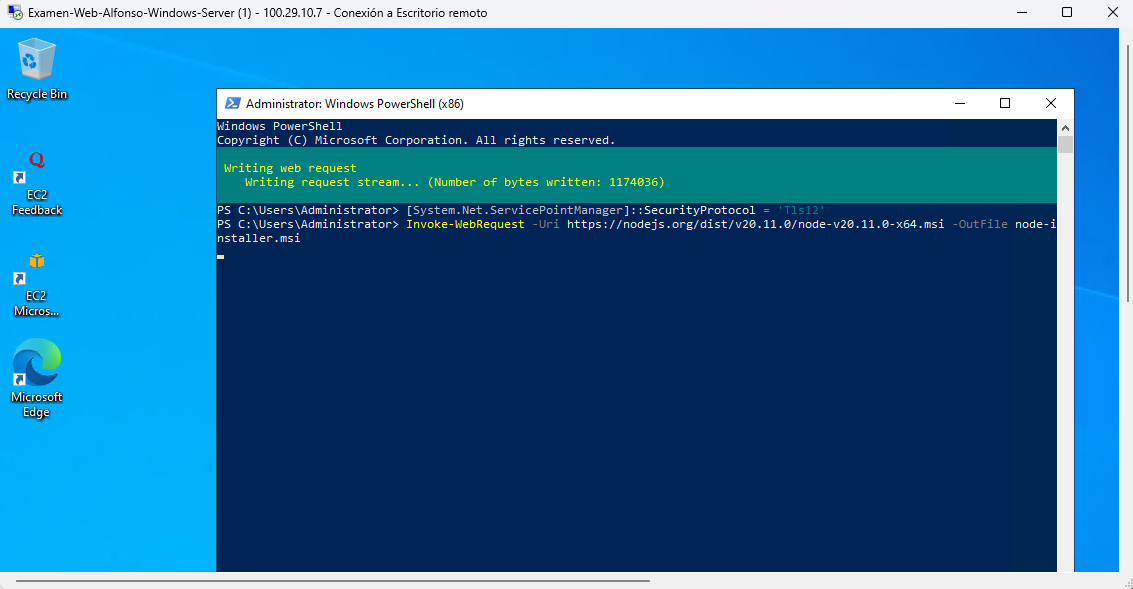 Examen-Web-Alfonso-Windows-Server (1) - 100.29.10.7 - Conexión a Escritorio remoto
Recycle Bin
EC2
Feedback
EC2
Micros...
Microsoft
Edge
Administrator: Windows PowerShell (x86)
Windows PowerShell
Copyright (C) Microsoft Corporation. All rights reserved.
Writing web request
Writing request stream... (Number of bytes written: 1174036)
PS C:\Users\Administrator> [System.Net.ServicePointManager]::SecurityProtocol = 'Tls12'
PS C:\Users\Administrator> Invoke-WebRequest -Uri https://nodejs.org/dist/v20.11.0/node-v20.11.0-x64.msi -OutFile node-i
nstaller.msi